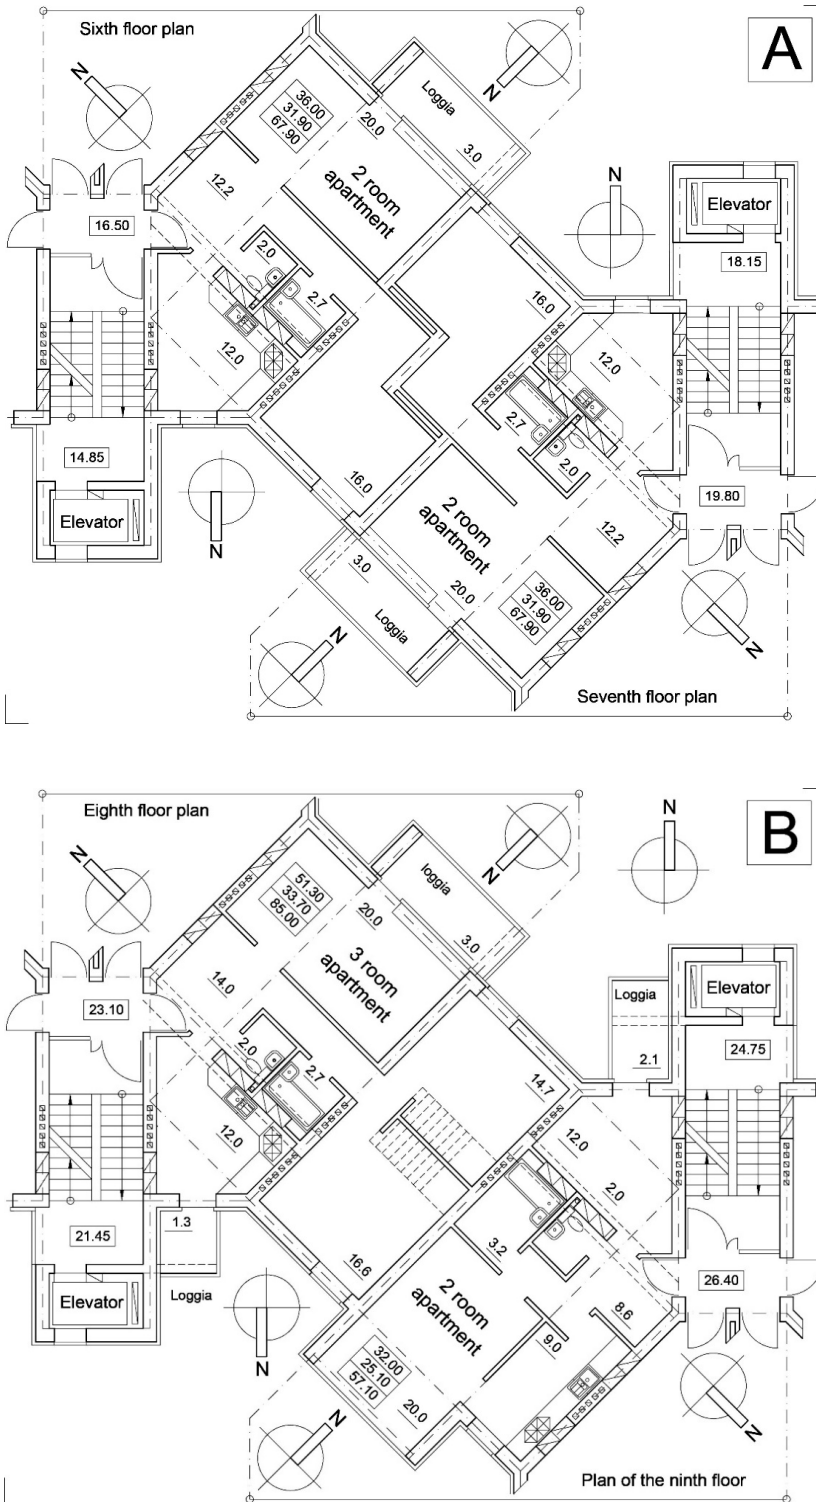 Sixth floor plan
A
N
N
Loggia
3.0
36.00
31.90
67.90
20.0
12.2
2 room
apartment
N
Elevator
16.50
2.0
18.15
2.7
16.0
12.0
12.0
2.7
2.0
14.85
16.0
2 room
apartment
19.80
Elevator
N
3.0
12.2
20.0
36.00
31.90
67.90
Loggia
N
N
Seventh floor plan
Eighth floor plan
B
N
N
N
loggia
3.0
51.30
33.70
85.00
20.0
14.0
3 room
apartment
Elevator
Loggia
23.10
2.0
2.1
24.75
2.7
14.7
12.0
12.0
2.0
1.3
21.45
3.2
16.6
2 room
apartment
26.40
Elevator
Loggia
8.6
9.0
N
32.00
25.10
57.10
20.0
N
N
Plan of the ninth floor